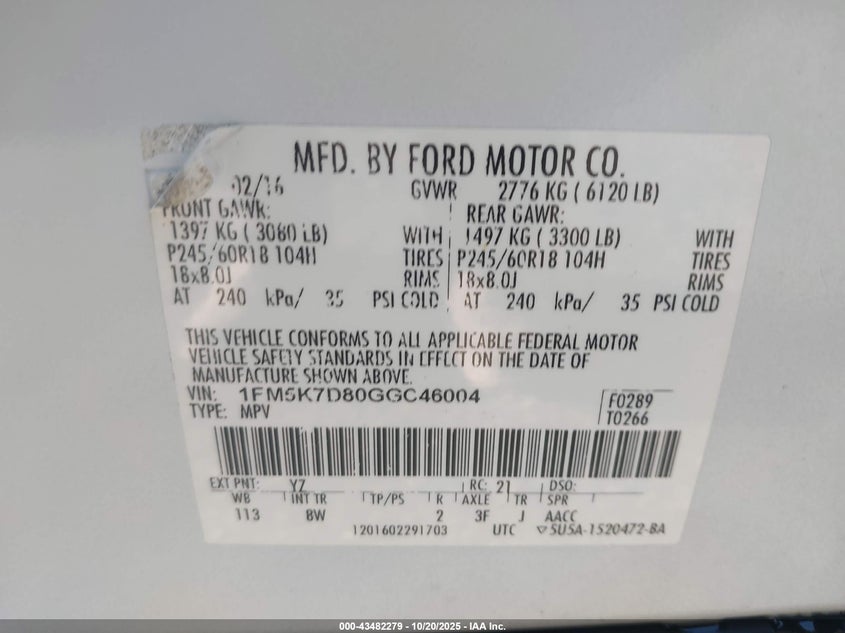 MFD. BY FORD MOTOR CO.
02/16 GVWR 2776 KG ( 6120 LB)
FRONT GAWR: REAR GAWR:
1397 KG ( 3080 LB) WITH 1497 KG ( 3300 LB) WITH
P245/60R18 104H TIRES P245/60R18 104H TIRES
18x8.0J RIMS 18x8.0J RIMS
AT 240 kPa/ 35 PSI COLD AT 240 kPa/ 35 PSI COLD
THIS VEHICLE CONFORMS TO ALL APPLICABLE FEDERAL MOTOR
VEHICLE SAFETY STANDARDS IN EFFECT ON THE DATE OF
MANUFACTURE SHOWN ABOVE.
VIN: 1FM5K7D80GGC46004 F0289
TYPE: MPV T0266
EXT PNT: YZ RC: 21 DSO:
WB INT TR TP/PS R AXLE TR SPR
113 8W 2 3F J AACC
1201602291703 UTC ▽ 5U5A-1520472-BA
000-43482279 - 10/20/2025 - IAA Inc.